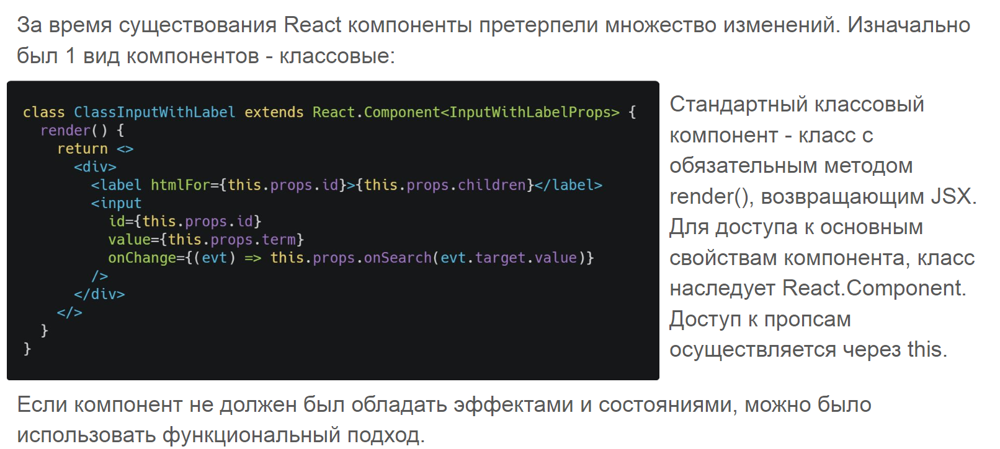 За время существования React компоненты претерпели множество изменений. Изначально
был 1 вид компонентов - классовые:
class ClassInputWithLabel extends React.Component<InputWithLabelProps> {
  render() {
    return <>
      <div>
        <label htmlFor={this.props.id}>{this.props.children}</label>
        <input
          id={this.props.id}
          value={this.props.term}
          onChange={(evt) => this.props.onSearch(evt.target.value)}
        />
      </div>
    </>
  }
}
Стандартный классовый
компонент - класс с
обязательным методом
render(), возвращающим JSX.
Для доступа к основным
свойствам компонента, класс
наследует React.Component.
Доступ к пропсам
осуществляется через this.
Если компонент не должен был обладать эффектами и состояниями, можно было
использовать функциональный подход.